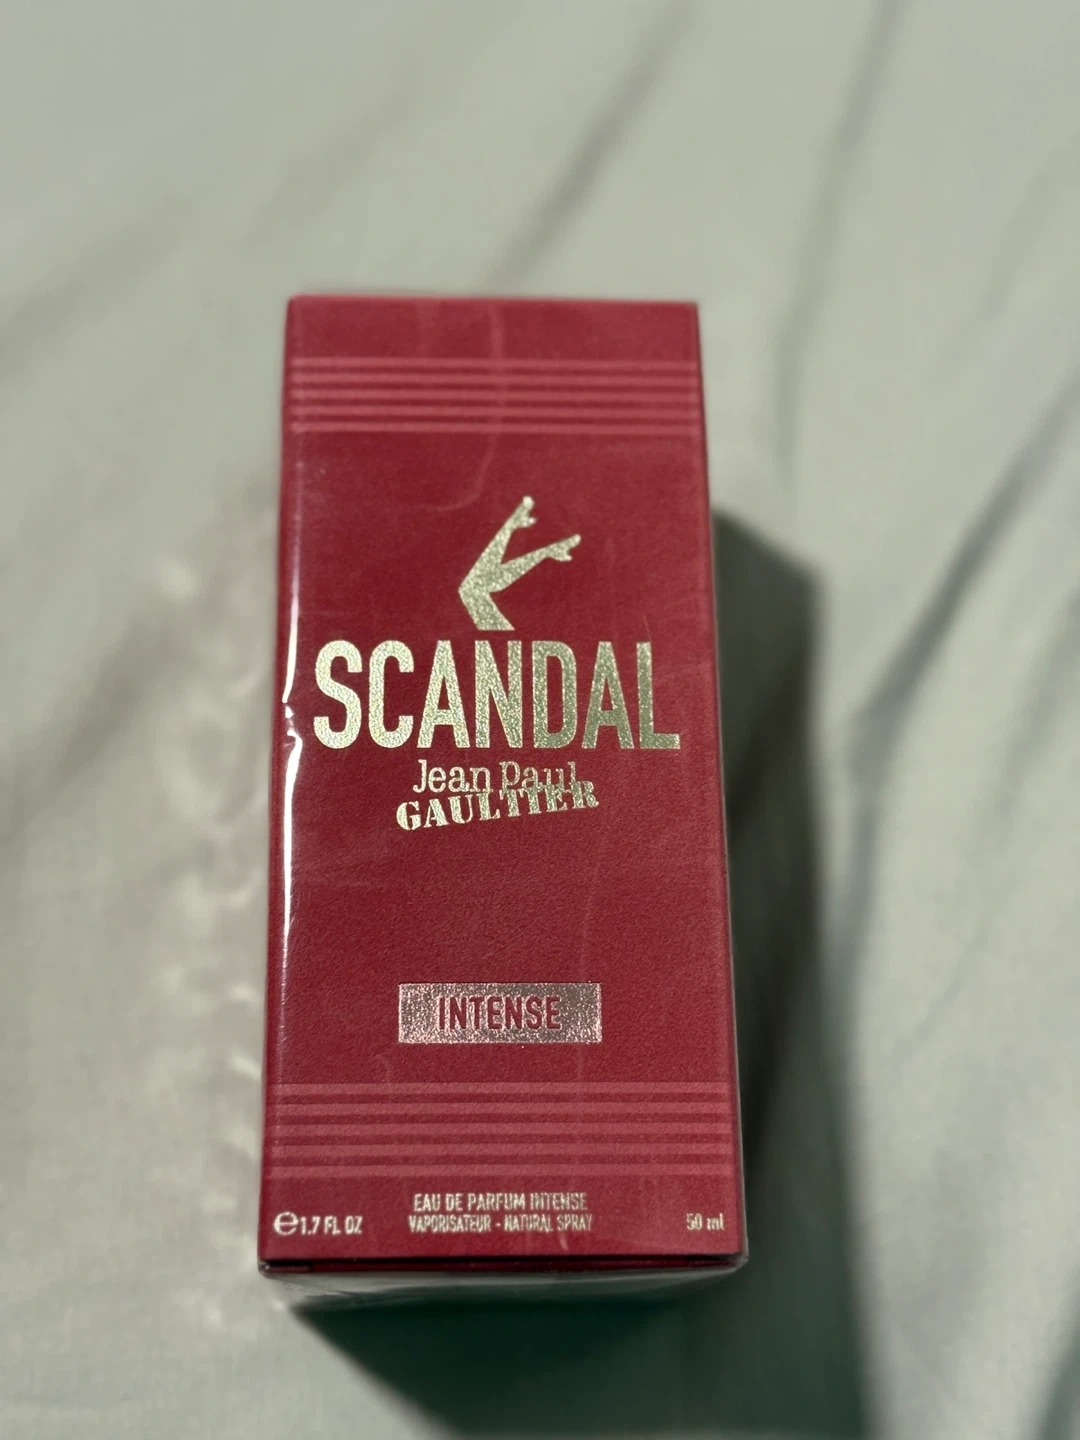 SCANDAL
Jean Paul
GAULTIER
INTENSE
EAU DE PARFUM INTENSE
℮1.7 FL OZ VAPORISATEUR - NATURAL SPRAY 50 ml